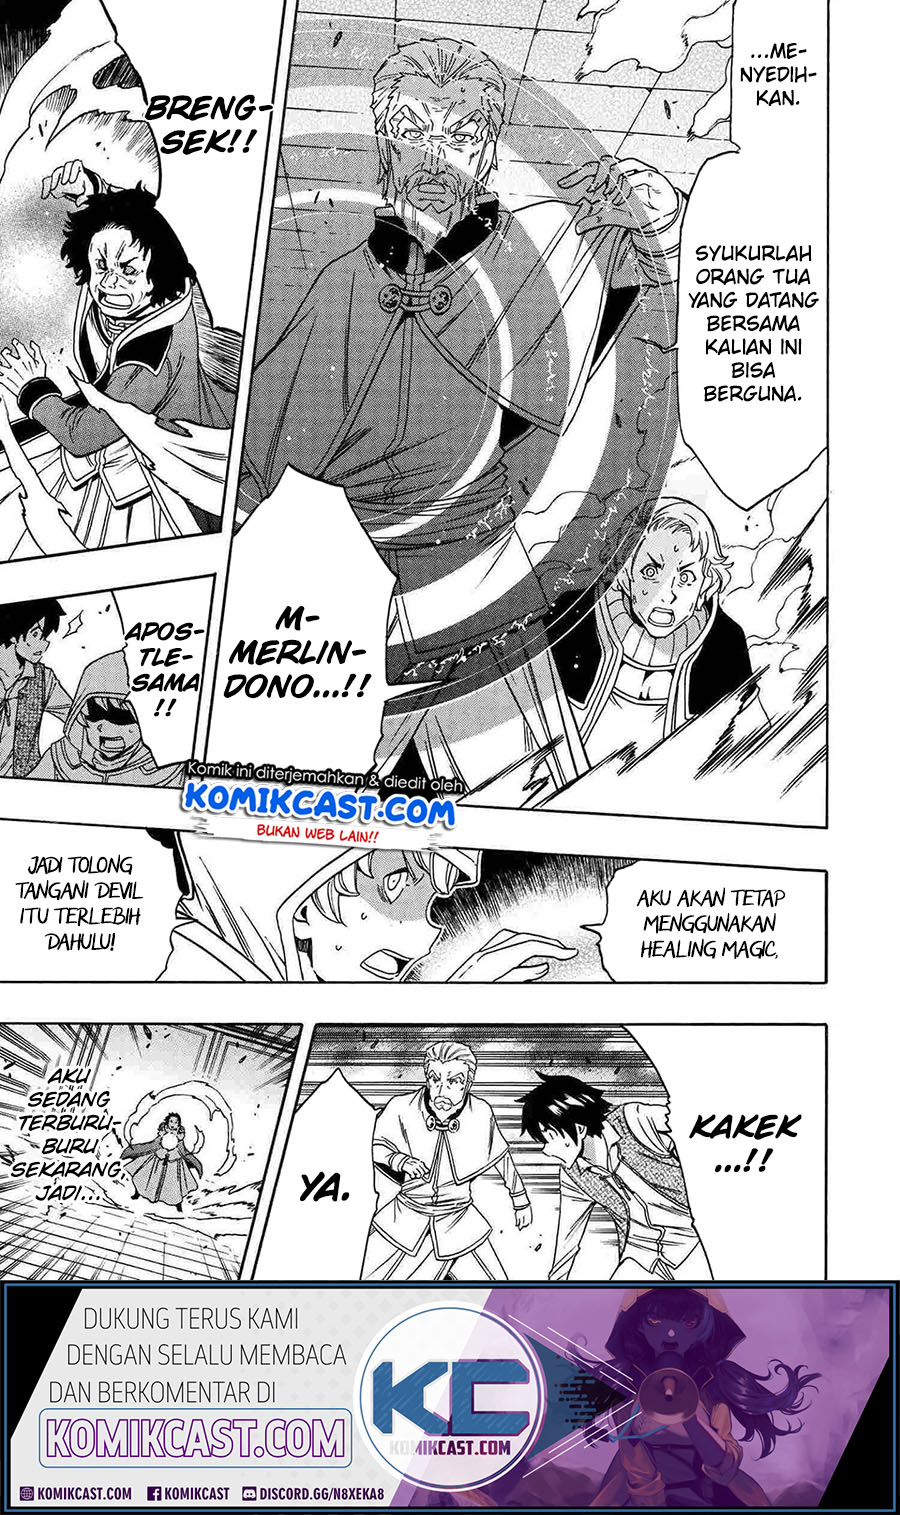 ...ME-
NYEDIH-
KAN.
SYUKURLAH
ORANG TUA
YANG DATANG
BERSAMA
KALIAN INI
BISA
BERGUNA.
BRENG-
SEK!!
M-
MERLIN-
DONO...!!
APOS-
TLE-
SAMA
!!
Komik ini diterjemahkan & diedit oleh
KOMIKCAST.COM
BUKAN WEB LAIN!!
AKU AKAN TETAP
MENGGUNAKAN
HEALING MAGIC,
JADI TOLONG
TANGANI DEVIL
ITU TERLEBIH
DAHULU!
KAKEK
...!!
YA.
AKU
SEDANG
TERBURU-
BURU
SEKARANG,
JADI...
DUKUNG TERUS KAMI
DENGAN SELALU MEMBACA
DAN BERKOMENTAR DI
KOMIKCAST.COM
KC
KOMIKCAST.COM
KOMIKCAST.COM KOMIKCAST DISCORD.GG/N8XEKA8